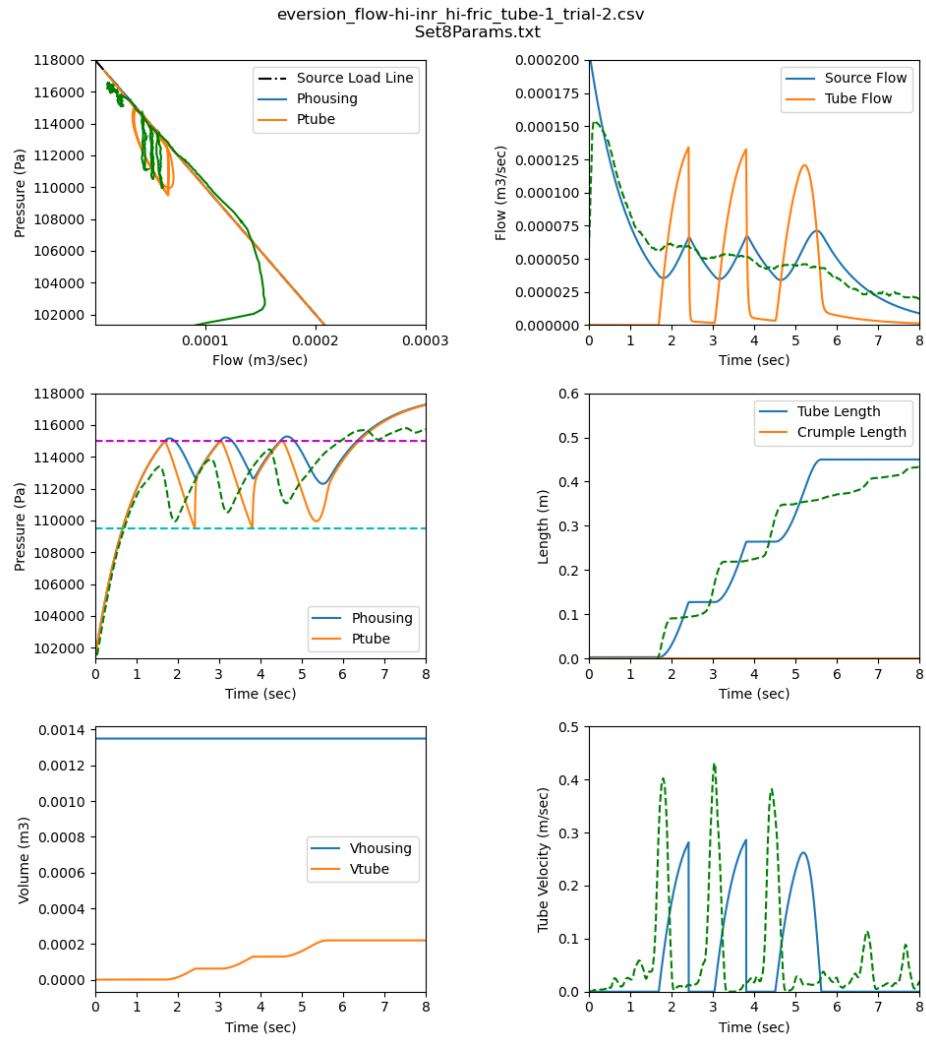 eversion_flow-hi-inr_hi-fric_tube-1_trial-2.csv
Set8Params.txt
118000
116000
114000
112000
110000
108000
106000
104000
102000
Pressure (Pa)
Source Load Line
Phousing
Ptube
0.0001
0.0002
0.0003
Flow (m3/sec)
0.000200
0.000175
0.000150
0.000125
0.000100
0.000075
0.000050
0.000025
0.000000
Flow (m3/sec)
Source Flow
Tube Flow
0 1 2 3 4 5 6 7 8
Time (sec)
118000
116000
114000
112000
110000
108000
106000
104000
102000
Pressure (Pa)
Phousing
Ptube
0 1 2 3 4 5 6 7 8
Time (sec)
0.6
0.5
0.4
0.3
0.2
0.1
0.0
Length (m)
Tube Length
Crumple Length
0 1 2 3 4 5 6 7 8
Time (sec)
0.0014
0.0012
0.0010
0.0008
0.0006
0.0004
0.0002
0.0000
Volume (m3)
Vhousing
Vtube
0 1 2 3 4 5 6 7 8
Time (sec)
0.5
0.4
0.3
0.2
0.1
0.0
Tube Velocity (m/sec)
0 1 2 3 4 5 6 7 8
Time (sec)